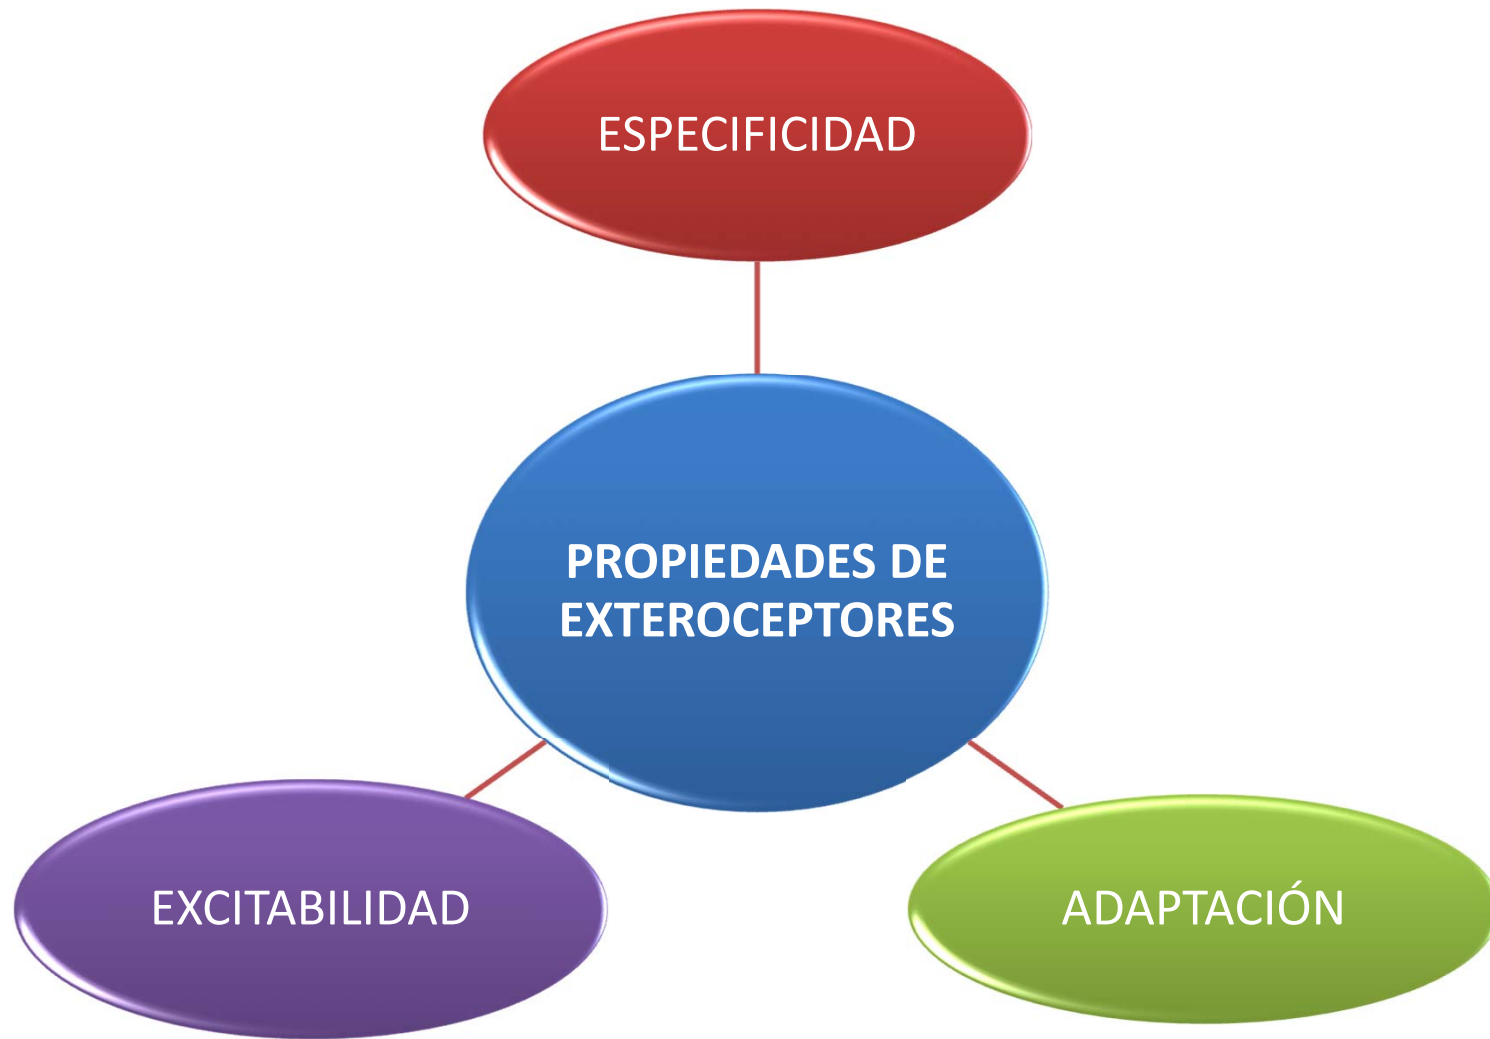 ESPECIFICIDAD
PROPIEDADES DE
EXTEROCEPTORES
EXCITABILIDAD
ADAPTACIÓN